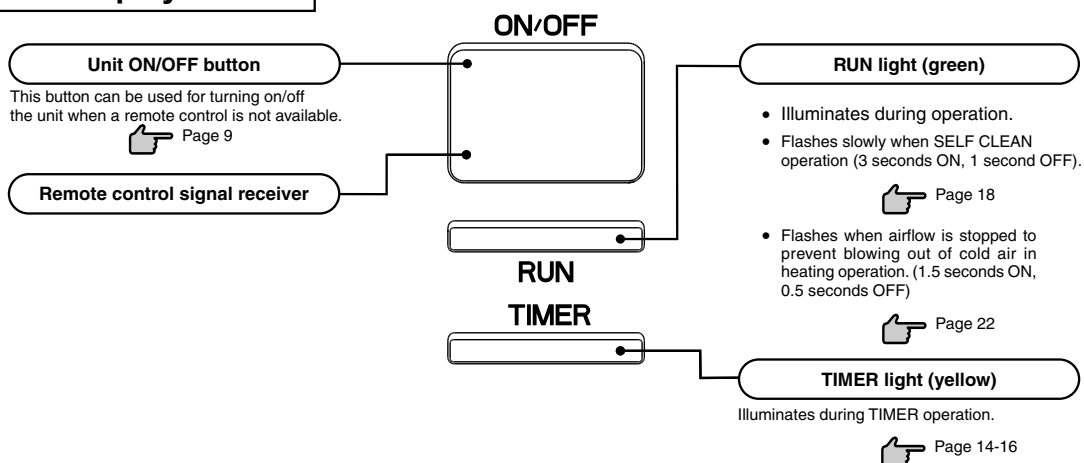 ON/OFF
Unit ON/OFF button
This button can be used for turning on/off
the unit when a remote control is not available.
Page 9
Remote control signal receiver
RUN
TIMER
RUN light (green)
• Illuminates during operation.
• Flashes slowly when SELF CLEAN
operation (3 seconds ON, 1 second OFF).
Page 18
• Flashes when airflow is stopped to
prevent blowing out of cold air in
heating operation. (1.5 seconds ON,
0.5 seconds OFF)
Page 22
TIMER light (yellow)
Illuminates during TIMER operation.
Page 14-16